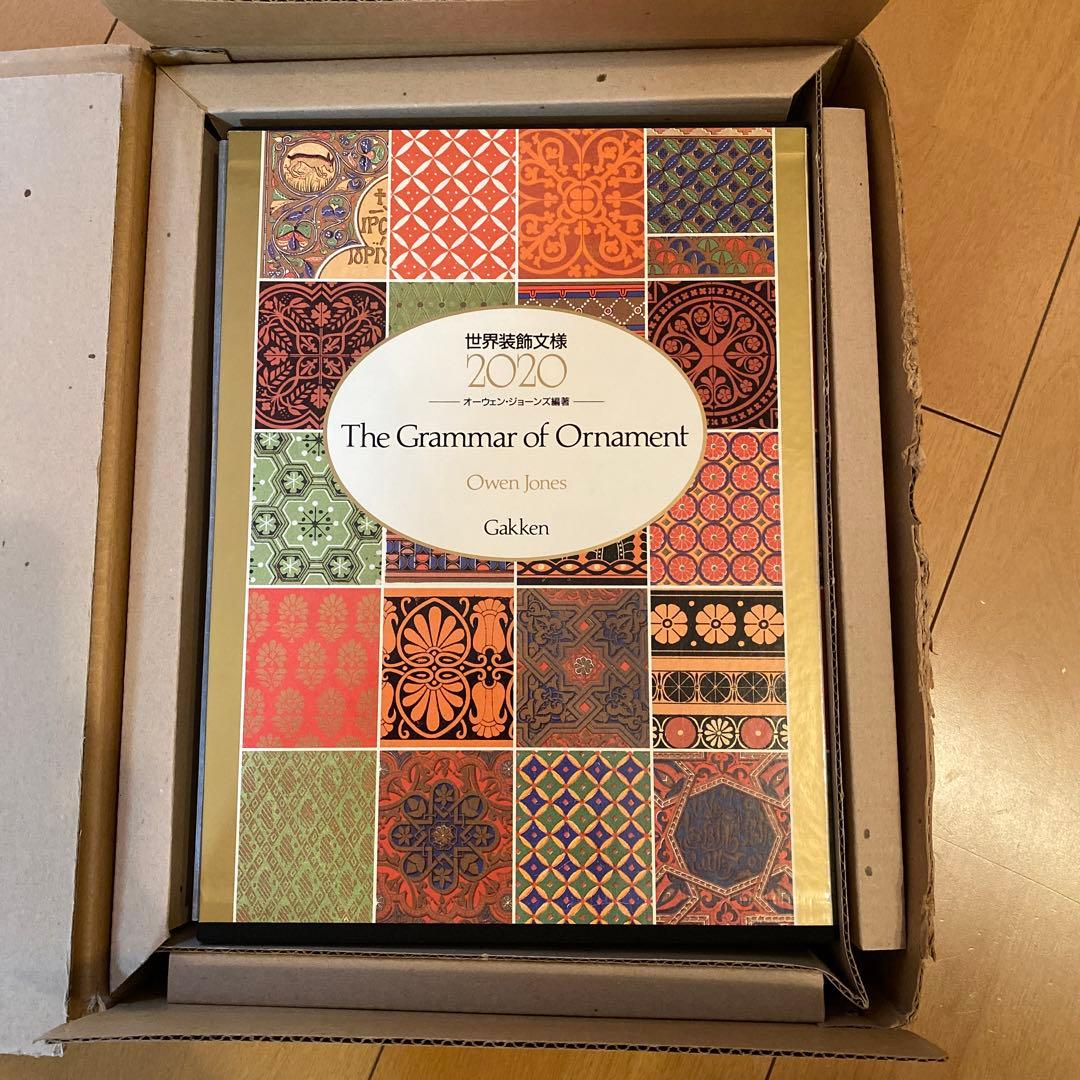 世界装飾文様
2020
オーウェン・ジョーンズ編著
The Grammar of Ornament
Owen Jones
Gakken